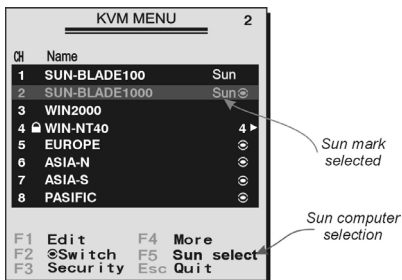 KVM MENU 2
CH Name
1 SUN-BLADE100 Sun
2 SUN-BLADE1000 Sun
3 WIN2000
4 WIN-NT40 4
5 EUROPE
6 ASIA-N
7 ASIA-S
8 PASIFIC
Sun mark
selected
Sun computer
selection
F1 Edit F4 More
F2 Switch F5 Sun select
F3 Security Esc Quit